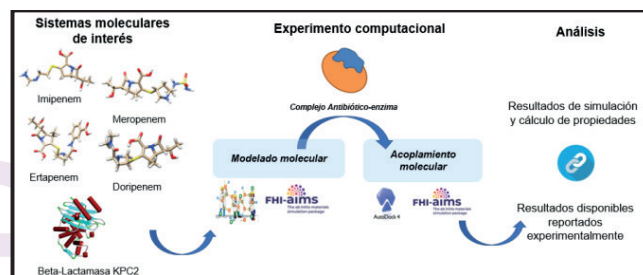 Sistemas moleculares
de interés
Imipenem
Meropenem
Ertapenem
Doripenem
Beta-Lactamasa KPC2
Experimento computacional
Complejo Antibiótico-enzima
Modelado molecular
FHI-aims
Acoplamiento
molecular
AutoDock 4
FHI-aims
Análisis
Resultados de simulación
y cálculo de propiedades
Resultados disponibles
reportados
experimentalmente